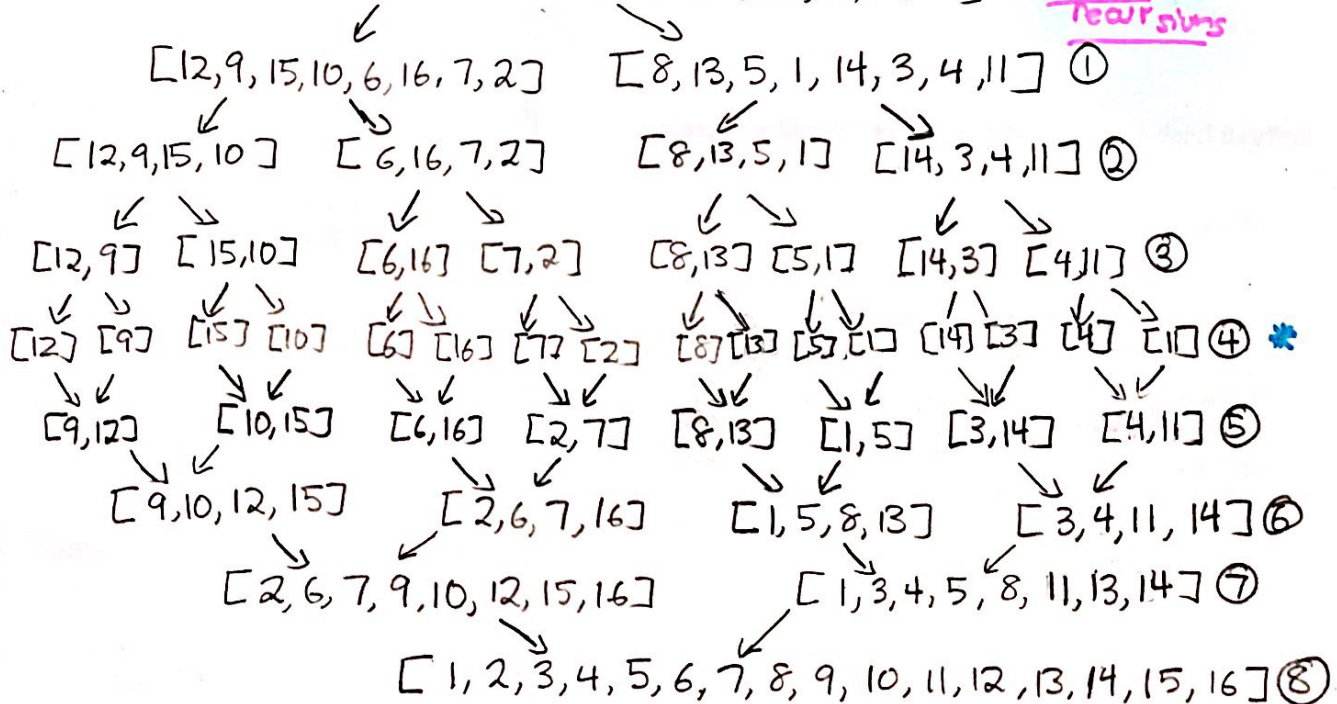 recursions
[12,9,15,10,6,16,7,2] [8,13,5,1,14,3,4,11] ①
[12,9,15,10] [6,16,7,2] [8,13,5,1] [14,3,4,11] ②
[12,9] [15,10] [6,16] [7,2] [8,13] [5,1] [14,3] [4,11] ③
[12] [9] [15] [10] [6] [16] [7] [2] [8] [13] [5] [1] [14] [3] [4] [11] ④ *
[9,12] [10,15] [6,16] [2,7] [8,13] [1,5] [3,14] [4,11] ⑤
[9,10,12,15] [2,6,7,16] [1,5,8,13] [3,4,11,14] ⑥
[2,6,7,9,10,12,15,16] [1,3,4,5,8,11,13,14] ⑦
[1,2,3,4,5,6,7,8,9,10,11,12,13,14,15,16] ⑧